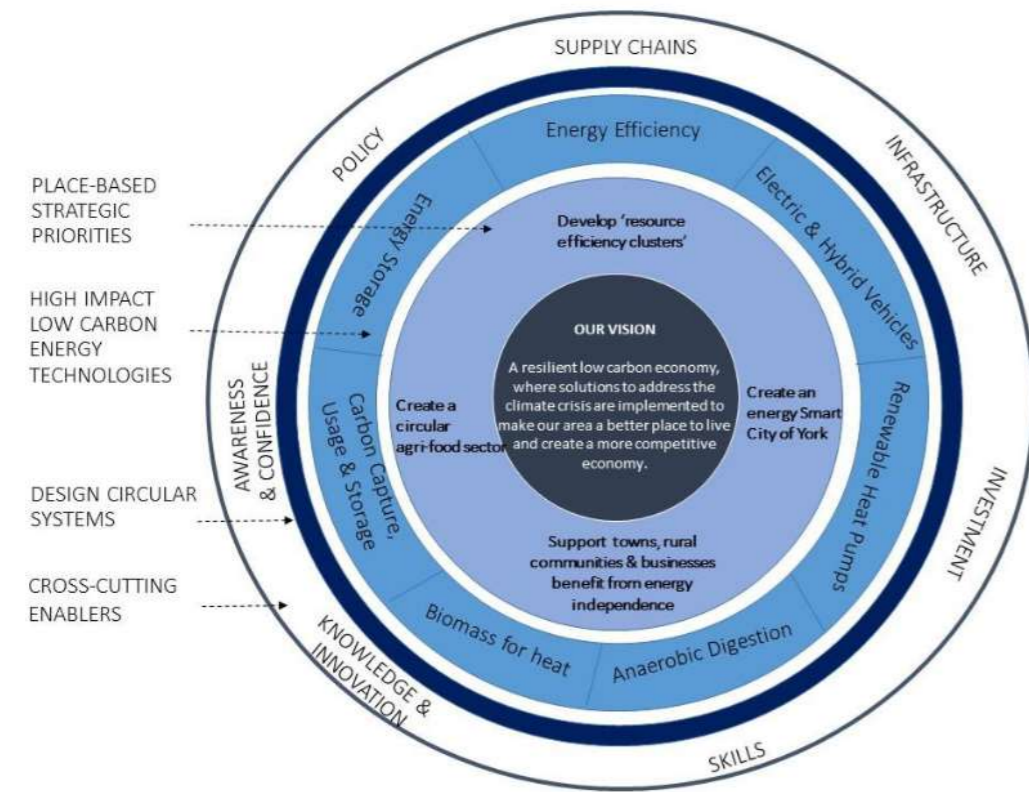 SUPPLY CHAINS
POLICY
INFRASTRUCTURE
INVESTMENT
SKILLS
KNOWLEDGE &
INNOVATION
AWARENESS
& CONFIDENCE
PLACE-BASED
STRATEGIC
PRIORITIES
HIGH IMPACT
LOW CARBON
ENERGY
TECHNOLOGIES
DESIGN CIRCULAR
SYSTEMS
CROSS-CUTTING
ENABLERS
Energy Efficiency
Electric & Hybrid Vehicles
Renewable Heat Pumps
Anaerobic Digestion
Biomass for heat
Carbon Capture,
Usage & Storage
Energy Storage
Develop ‘resource
efficiency clusters’
Create an
energy Smart
City of York
Support towns, rural
communities & businesses
benefit from energy
independence
Create a
circular
agri-food sector
OUR VISION
A resilient low carbon economy,
where solutions to address the
climate crisis are implemented to
make our area a better place to live
and create a more competitive
economy.